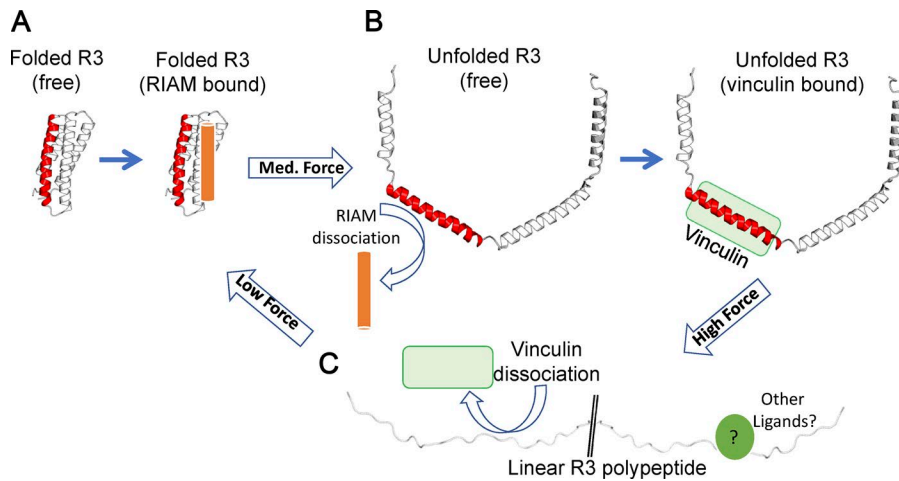 A
Folded R3
(free)
Folded R3
(RIAM bound)
Med. Force
B
Unfolded R3
(free)
Unfolded R3
(vinculin bound)
RIAM
dissociation
Vinculin
Low Force
High Force
C
Vinculin
dissociation
Other
Ligands?
?
Linear R3 polypeptide